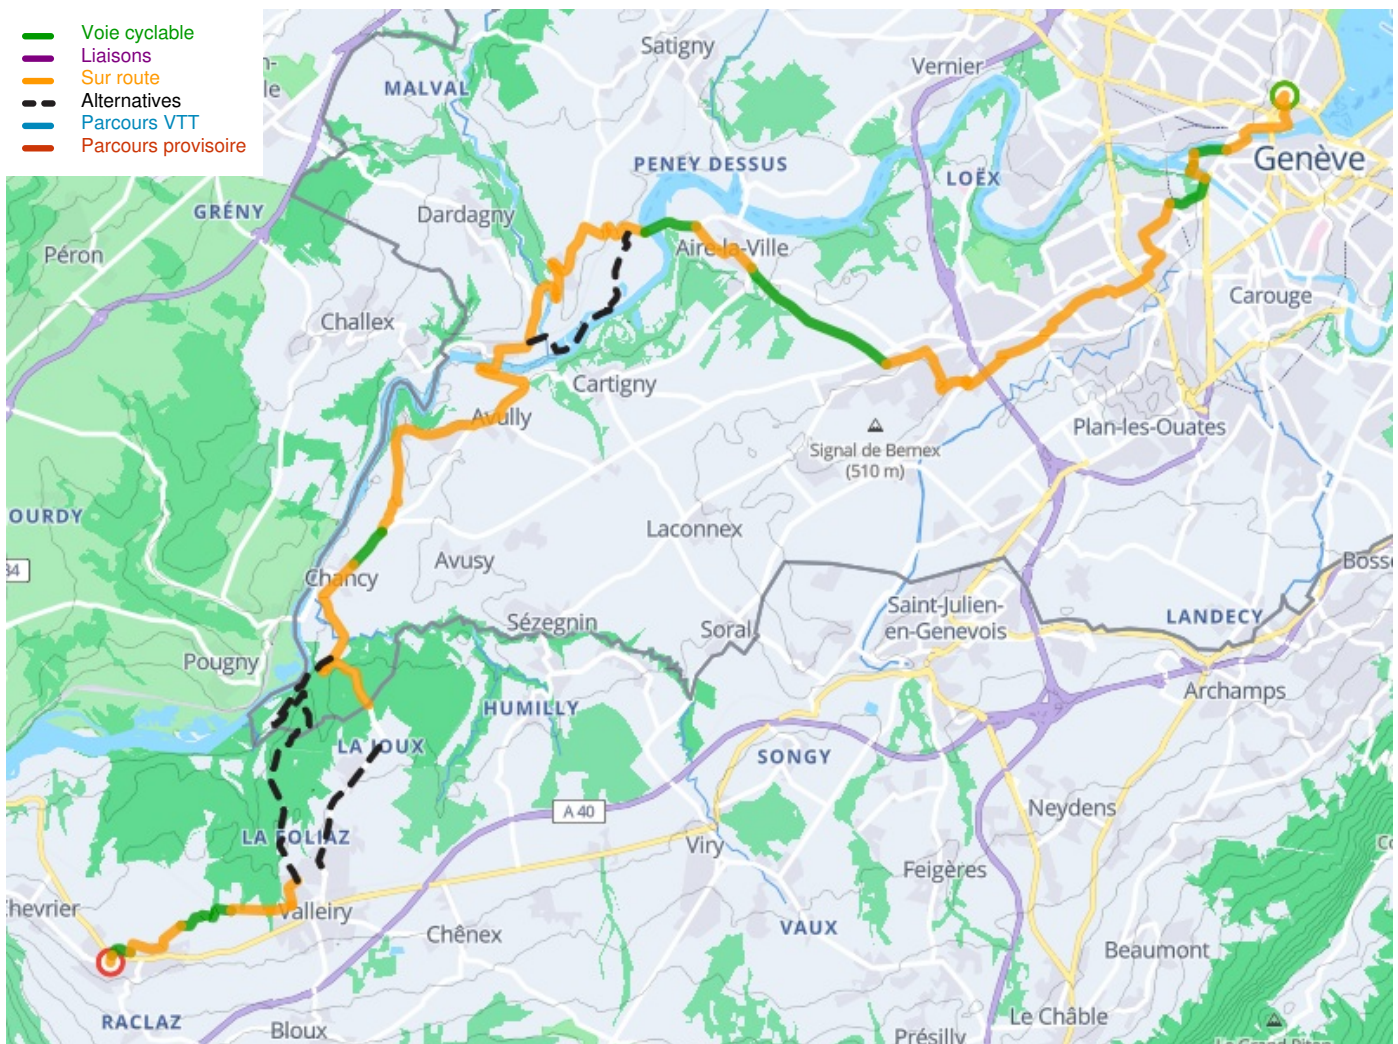 Voie cyclable
Liaisons
Sur route
Alternatives
Parcours VTT
Parcours provisoire
Satigny
Vernier
MALVAL
PENEY DESSUS
Genève
LOËX
GRÉNY
Dardagny
Aire-la-Ville
Péron
Carouge
Challex
Cartigny
Avully
Plan-les-Ouates
Signal de Bernex
(510 m)
OURDY
Laconnex
Avusy
Chancy
Saint-Julien-
en-Genevois
LANDECY
Sézegnin
Soral
Pougny
Archamps
HUMILLY
LA JOUX
SONGY
A 40
Neydens
LA FOLIAZ
Viry
Feigères
Valleiry
VAUX
Chênex
Beaumont
RACLAZ
Bloux
Le Châble
Présilly